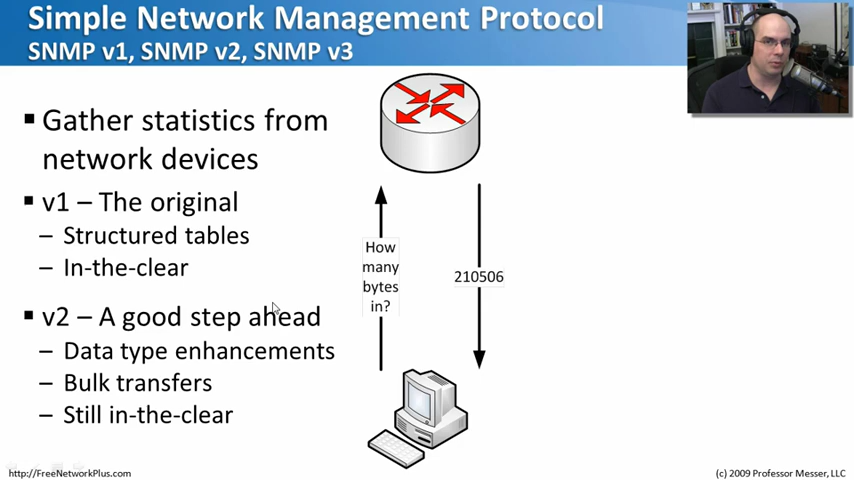 Simple Network Management Protocol
SNMP v1, SNMP v2, SNMP v3
▪ Gather statistics from
network devices
▪ v1 – The original
– Structured tables
– In-the-clear
▪ v2 – A good step ahead
– Data type enhancements
– Bulk transfers
– Still in-the-clear
How
many
bytes
in?
210506
http://FreeNetworkPlus.com
(c) 2009 Professor Messer, LLC